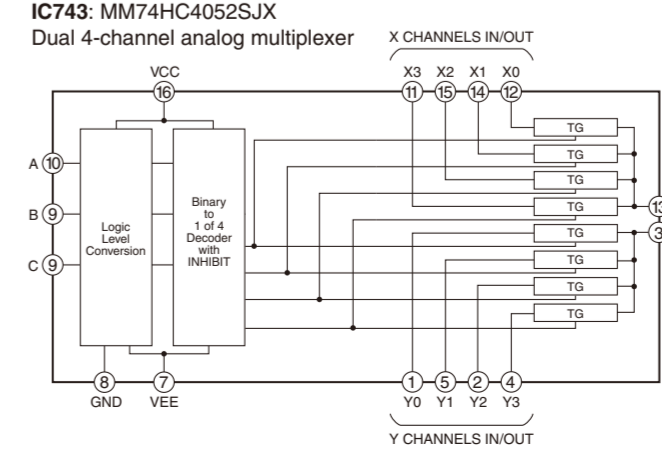 IC743: MM74HC4052SJX
Dual 4-channel analog multiplexer
X CHANNELS IN/OUT
VCC X3 X2 X1 X0
16 11 15 14 12
TG
A 10
TG
TG
Binary
to
1 of 4
Decoder
with
INHIBIT
TG 13
B 9
Logic
Level
Conversion
TG 3
C 9
TG
TG
TG
8 7 1 5 2 4
GND VEE Y0 Y1 Y2 Y3
Y CHANNELS IN/OUT